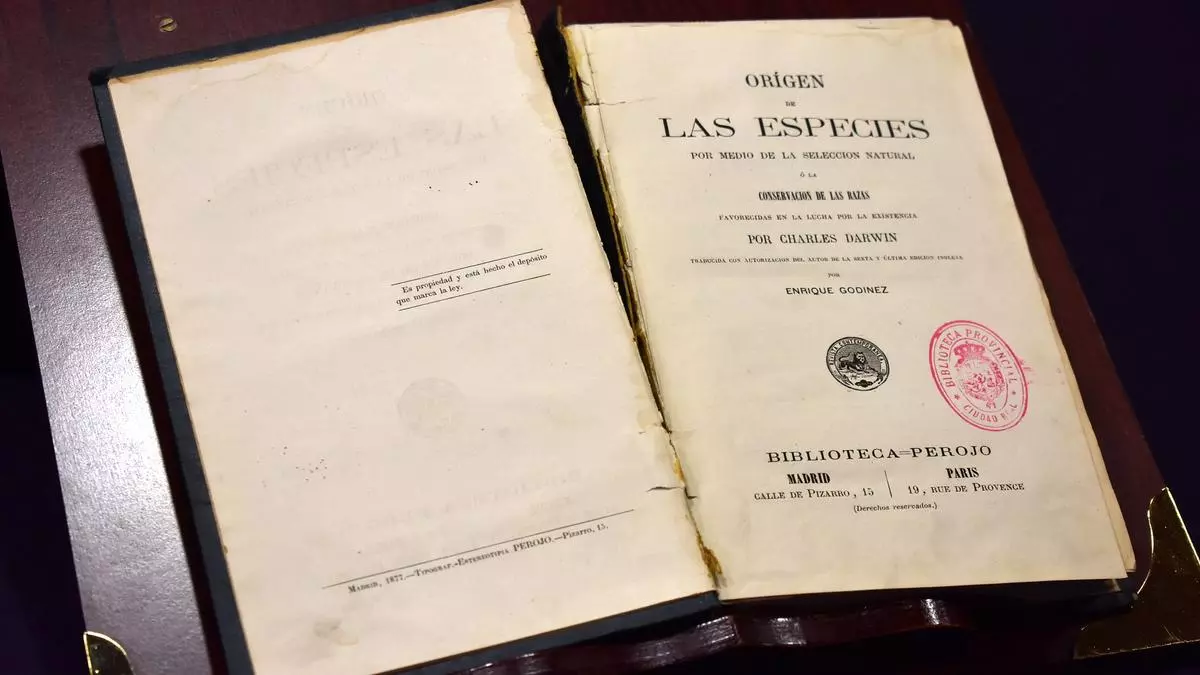 Es propiedad y está hecho el depósito
que marca la ley.
Madrid, 1877.—Tipograf.-Estereotipia PEROJO.—Pizarro, 15.
ORÍGEN
DE
LAS ESPECIES
POR MEDIO DE LA SELECCION NATURAL
Ó LA
CONSERVACION DE LAS RAZAS
FAVORECIDAS EN LA LUCHA POR LA EXISTENCIA
POR CHARLES DARWIN
TRADUCIDA CON AUTORIZACION DEL AUTOR DE LA SEXTA Y ÚLTIMA EDICION INGLESA
POR
ENRIQUE GODINEZ
CONTEMPORANEA
BIBLIOTECA PROVINCIAL
CIUDAD REAL
BIBLIOTECA=PEROJO
MADRID
CALLE DE PIZARRO, 15
PARIS
19, RUE DE PROVENCE
(Derechos reservados.)